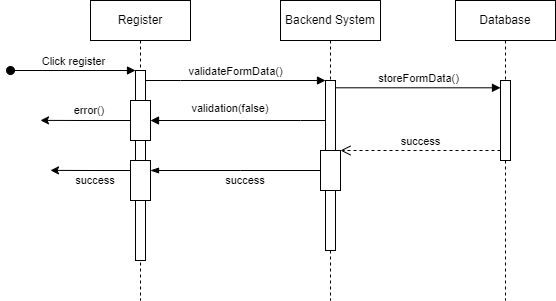 Register
Backend System
Database
Click register
validateFormData()
storeFormData()
error()
validation(false)
success
success
success